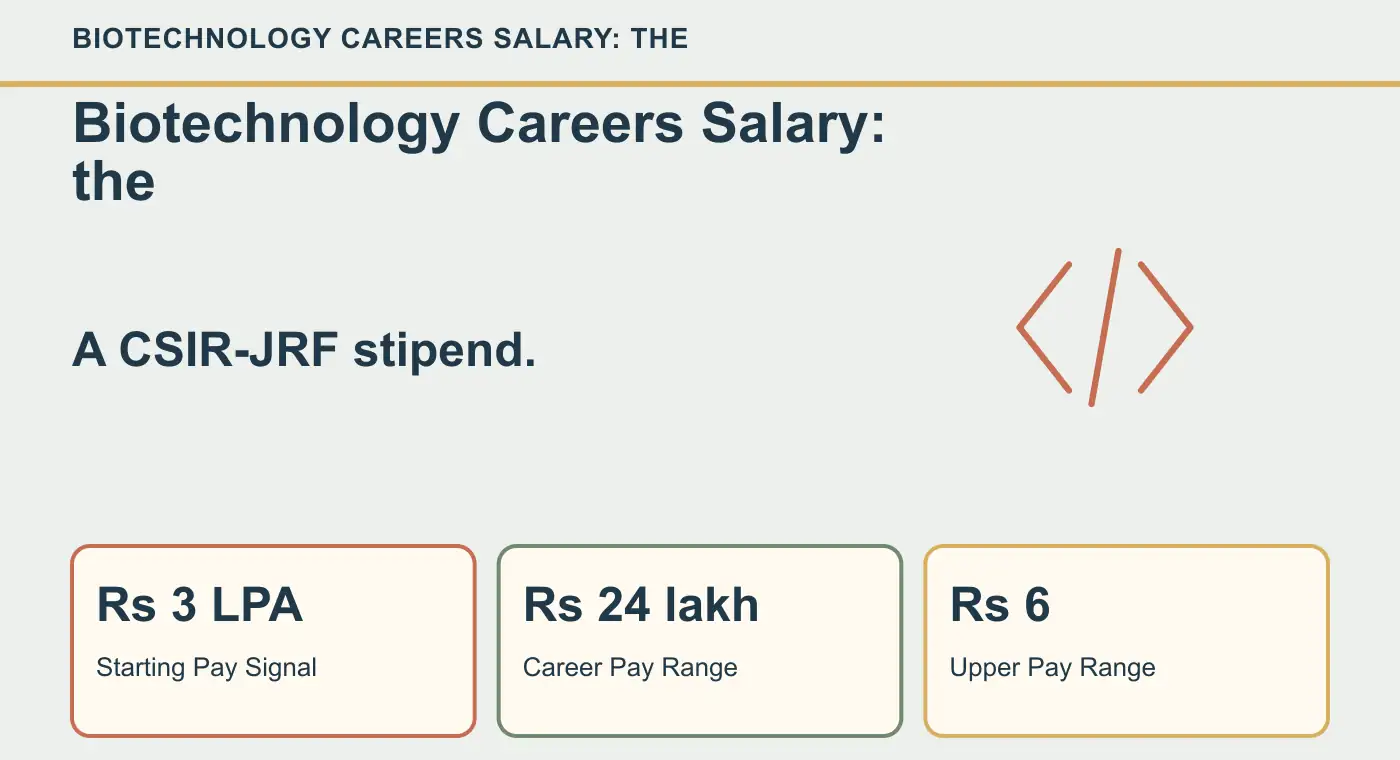 BIOTECHNOLOGY CAREERS SALARY: THE
Biotechnology Careers Salary:
the
A CSIR-JRF stipend.
Rs 3 LPA
Starting Pay Signal
Rs 24 lakh
Career Pay Range
Rs 6
Upper Pay Range